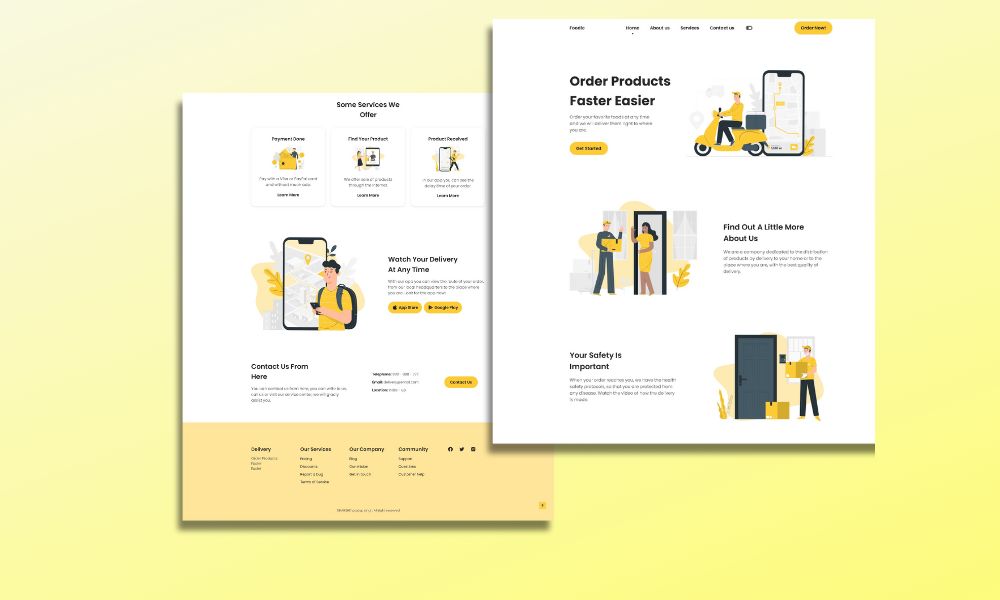 Foodic
Home
About us
Services
Contact us
Order Now!
Order Products
Faster Easier
Order your favorite foods at any time
and we will deliver them right to where
you are.
Get Started
Find Out A Little More
About Us
We are a company dedicated to the distribution
of products by delivery to your home or to the
place where you are, with the best quality of
delivery.
Your Safety Is
Important
When your order reaches you, we have the health
safety protocols, so that you are protected from
any disease. Watch the video of how the delivery
is made.
Some Services We
Offer
Payment Done
Pay with a Visa or PayPal card
and without much ado.
Learn More
Find Your Product
We offer sale of products
through the internet.
Learn More
Product Received
In our app you can see the
delay time of your order.
Learn More
Watch Your Delivery
At Any Time
With our app you can view the route of your order,
from our local headquarters to the place where
you are. Look for the app now!
App Store
Google Play
Contact Us From
Here
You can contact us from here, you can write to us,
call us or visit our service center, we will gladly
assist you.
Telephone:
Email:
Location:
Contact Us
Delivery
Order Products
Faster
Easier
Our Services
Pricing
Discounts
Report a bug
Terms of Service
Our Company
Blog
Our mision
Get in touch
Community
Support
Questions
Customer help
All right reserved